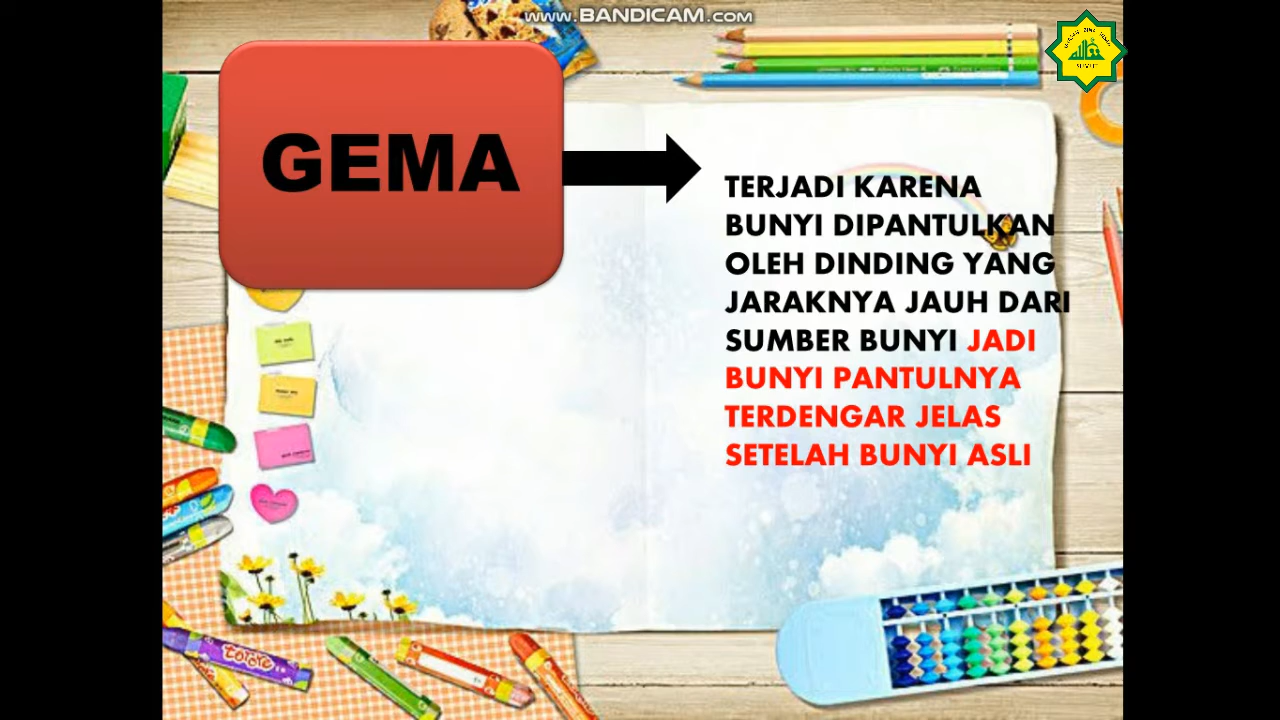 www.BANDICAM.com
GEMA
TERJADI KARENA
BUNYI DIPANTULKAN
OLEH DINDING YANG
JARAKNYA JAUH DARI
SUMBER BUNYI JADI
BUNYI PANTULNYA
TERDENGAR JELAS
SETELAH BUNYI ASLI